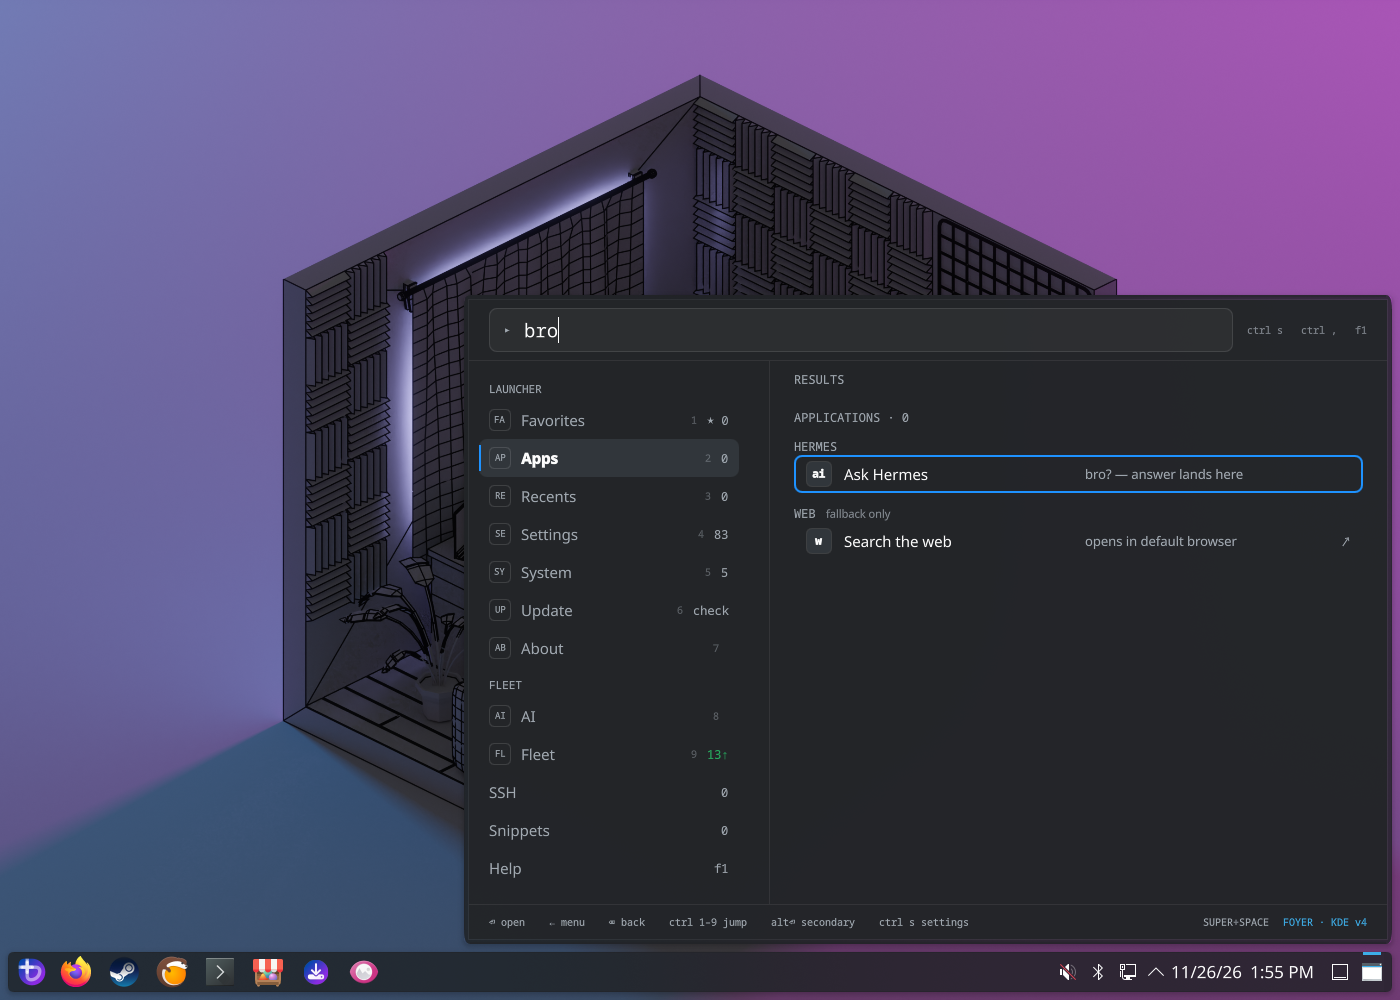 bro
ctrl s ctrl , f1
LAUNCHER
FA Favorites 1 ★ 0
AP Apps 2 0
RE Recents 3 0
SE Settings 4 83
SY System 5 5
UP Update 6 check
AB About 7
FLEET
AI AI 8
FL Fleet 9 13↑
SSH 0
Snippets 0
Help f1
RESULTS
APPLICATIONS · 0
HERMES
ai Ask Hermes bro? — answer lands here
WEB fallback only
w Search the web opens in default browser ↗
⏎ open ← menu ⌫ back ctrl 1–9 jump alt⏎ secondary ctrl s settings
SUPER+SPACE FOYER · KDE v4
11/26/26 1:55 PM